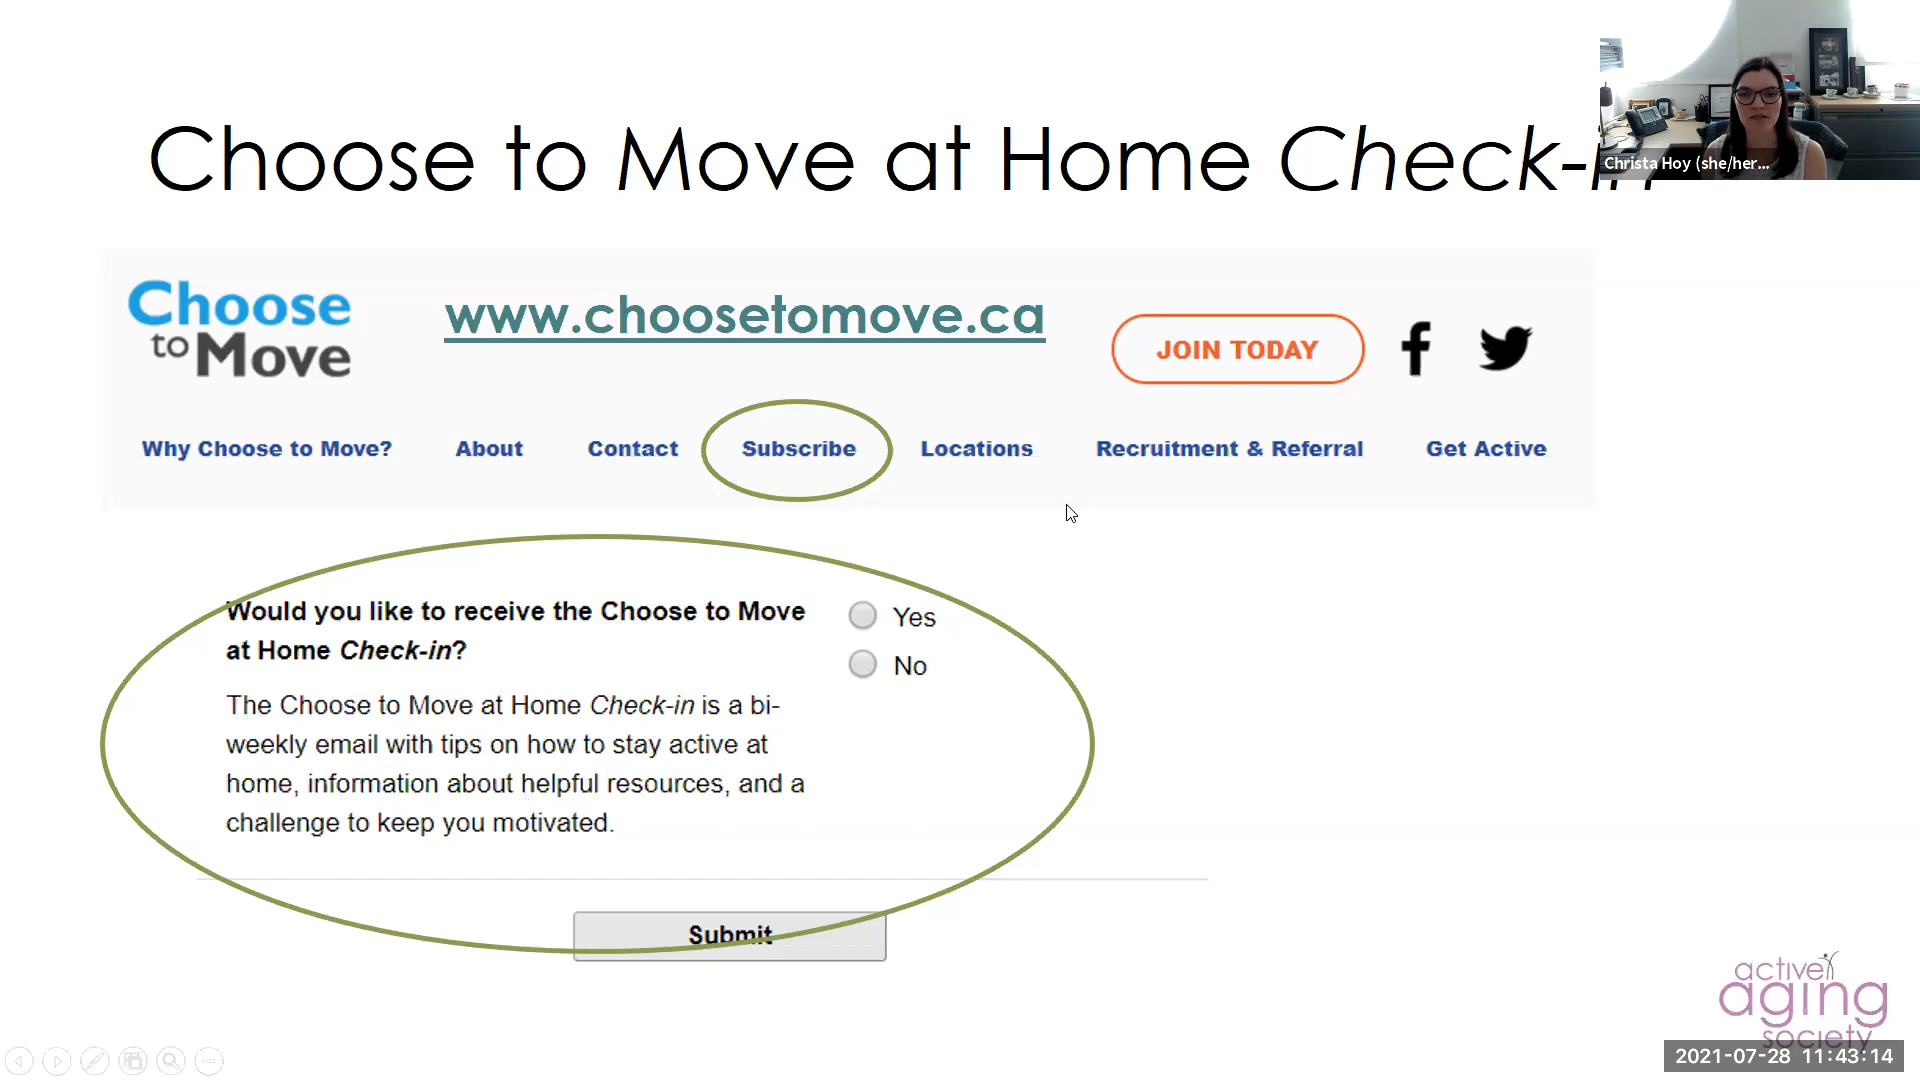 Choose to Move at Home Check-in
Christa Hoy (she/her...
Choose
to Move
www.choosetomove.ca
JOIN TODAY
Why Choose to Move? About Contact Subscribe Locations Recruitment & Referral Get Active
Would you like to receive the Choose to Move
at Home Check-in?
Yes
No
The Choose to Move at Home Check-in is a bi-
weekly email with tips on how to stay active at
home, information about helpful resources, and a
challenge to keep you motivated.
Submit
active
aging
society
2021-07-28 11:43:14